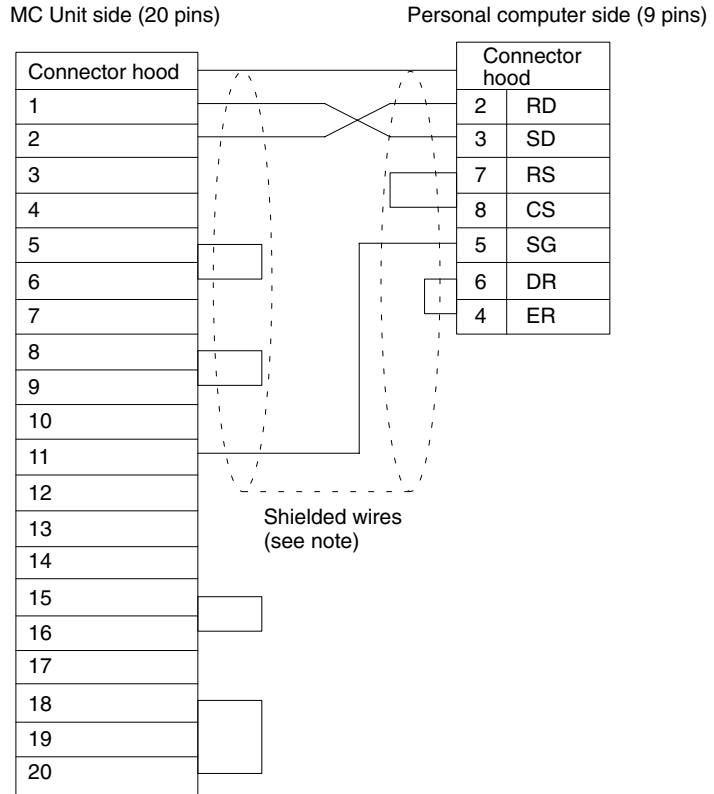 MC Unit side (20 pins)
Personal computer side (9 pins)
Connector hood
1
2
3
4
5
6
7
8
9
10
11
12
13
14
15
16
17
18
19
20
Connector
hood
2 RD
3 SD
7 RS
8 CS
5 SG
6 DR
4 ER
Shielded wires
(see note)